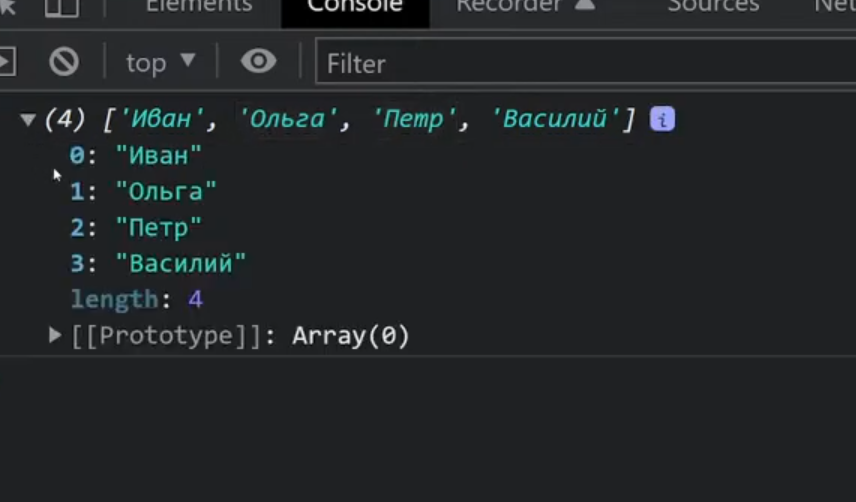 Elements Console Recorder Sources
top Filter
(4) ['Иван', 'Ольга', 'Петр', 'Василий'] i
0: "Иван"
1: "Ольга"
2: "Петр"
3: "Василий"
length: 4
[[Prototype]]: Array(0)